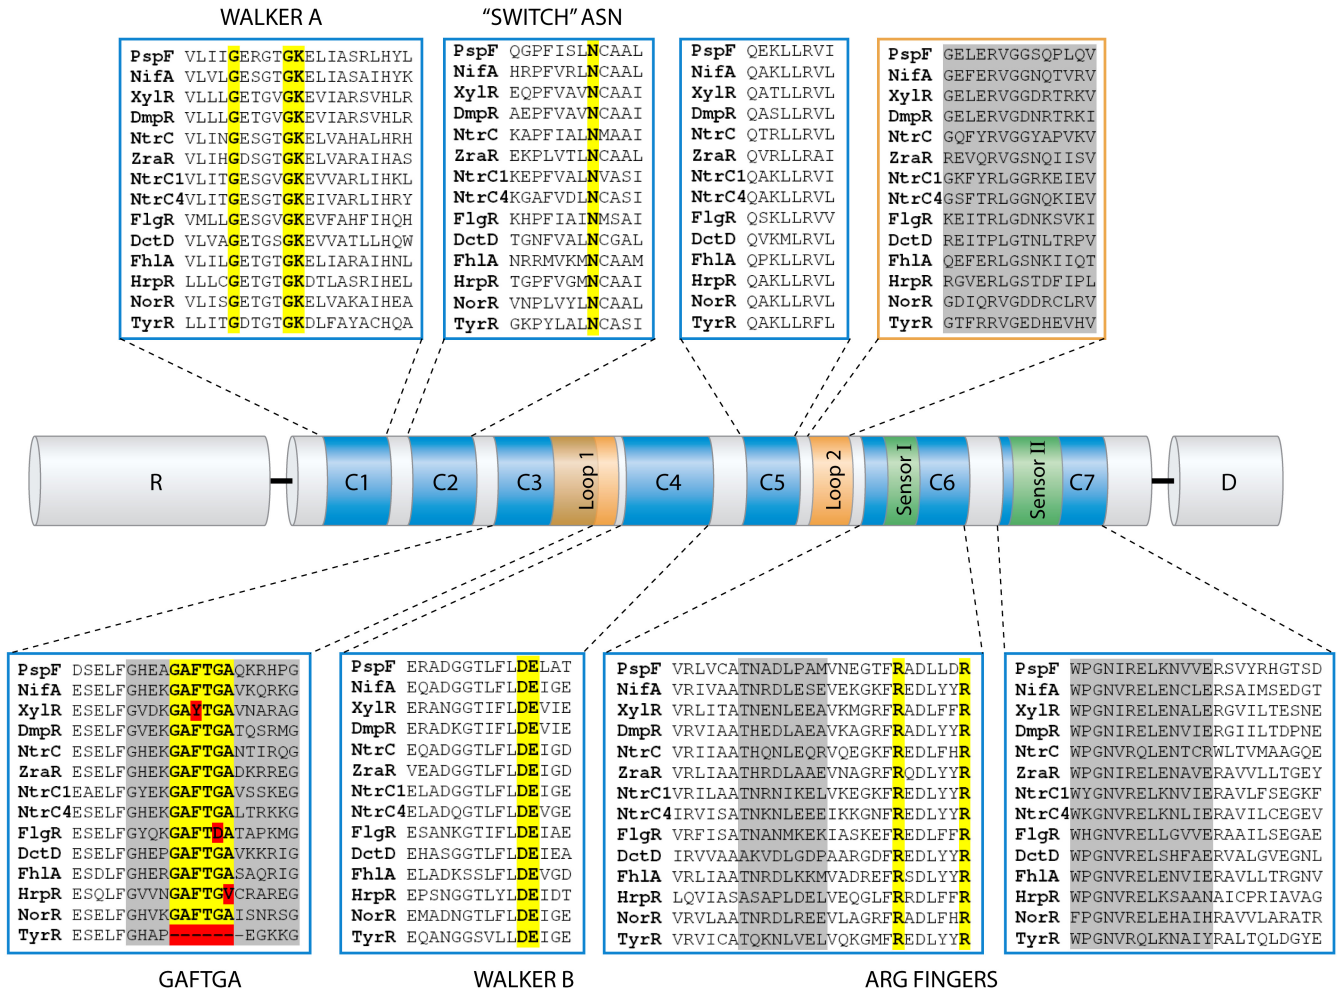 WALKER A
PspF VLIIGERGTGKELIASRLHYL
NifA VLVLGESGTGKELIASAIHYK
XylR VLLLGETGVGKEVIARSVHLR
DmpR VLLLGETGVGKEVIARSVHLR
NtrC VLINGESGTGKELVAHALHRH
ZraR VLIHGDSGTGKELVARAIHAS
NtrC1VLITGESGVGKEVVARLIHKL
NtrC4VLITGESGTGKEIVARLIHRY
FlgR VMLLGESGVGKEVFAHFIHQH
DctD VLVAGETGSGKEVVATLLHQW
FhlA VLILGETGTGKELIARAIHNL
HrpR LLLCGETGTGKDTLASRIHEL
NorR VLISGETGTGKELVAKAIHEA
TyrR LLITGDTGTGKDLFAYACHQA
“SWITCH” ASN
PspF QGPFISLNCAAL
NifA HRPFVRLNCAAL
XylR EQPFVAVNCAAI
DmpR AEPFVAVNCAAI
NtrC KAPFIALNMAAI
ZraR EKPLVTLNCAAL
NtrC1KEPFVALNVASI
NtrC4KGAFVDLNCASI
FlgR KHPFIAINMSAI
DctD TGNFVALNCGAL
FhlA NRRMVKMNCAAM
HrpR TGPFVGMNCAAI
NorR VNPLVYLNCAAL
TyrR GKPYLALNCASI
PspF QEKLLRVI
NifA QAKLLRVL
XylR QATLLRVL
DmpR QASLLRVL
NtrC QTRLLRVL
ZraR QVRLLRAI
NtrC1QAKLLRVI
NtrC4QAKLLRVL
FlgR QSKLLRVV
DctD QVKMLRVL
FhlA QPKLLRVL
HrpR QAKLLRVL
NorR QAKLLRVL
TyrR QAKLLRFL
PspF GELERVGGSQPLQV
NifA GEFERVGGNQTVRV
XylR GELERVGGDRTRKV
DmpR GELERVGDNRTRKI
NtrC GQFYRVGGYAPVKV
ZraR REVQRVGSNQIISV
NtrC1GKFYRLGGRKEIEV
NtrC4GSFTRLGGNQKIEV
FlgR KEITRLGDNKSVKI
DctD REITPLGTNLTRPV
FhlA QEFERLGSNKIIQT
HrpR RGVERLGSTDFIPL
NorR GDIQRVGDDRCLRV
TyrR GTFRRVGEDHEVHV
R C1 C2 C3 Loop 1 C4 C5 Loop 2 Sensor I C6 Sensor II C7 D
PspF DSELFGHEAGAFTGAQKRHPG
NifA ESELFGHEKGAFTGAVKQRKG
XylR ESELFGVDKGAYTGAVNARAG
DmpR ESELFGVEKGAFTGATQSRMG
NtrC ESELFGHEKGAFTGANTIRQG
ZraR ESELFGHEKGAFTGADKRREG
NtrC1EAELFGYEKGAFTGAVSSKEG
NtrC4ESELFGHEKGAFTGALTRKKG
FlgR ESELFGYQKGAFTDATAPKMG
DctD ESELFGHEPGAFTGAVKKRIG
FhlA ESDLFGHERGAFTGASAQRIG
HrpR ESQLFGVVNGAFTGVCRAREG
NorR ESELFGHVKGAFTGAISNRSG
TyrR ESELFGHAP-------EGKKG
GAFTGA
PspF ERADGGTLFLDELAT
NifA EQADGGTLFLDEIGE
XylR ERANGGTIFLDEVIE
DmpR ERADGGTIFLDEVIE
NtrC EQADGGTLFLDEIGD
ZraR VEADGGTLFLDEIGD
NtrC1ELADGGTLFLDEIGE
NtrC4ELADQGTLFLDEVGE
FlgR ESANKGTIFLDEIAE
DctD EHASGGTLFLDEIEA
FhlA ELADKSSLFLDEVGD
HrpR EPSNGGTLYLDEIDT
NorR EMADNGTLFLDEIGE
TyrR EQANGGSVLLDEIGE
WALKER B
PspF VRLVCATNADLPAMVNEGTFRADLLDR
NifA VRIVAATNRDLESEVEKGKFREDLYYR
XylR VRLITATNENLEEAVKMGRFRADLFFR
DmpR VRVIAATHEDLAEAVKAGRFRADLFYR
NtrC VRIIAATHQNLEQRVQEGKFREDLFHR
ZraR VRLIAATHRDLAAEVNAGRFRQDLYYR
NtrC1VRILAATNRNIKELVKEGKFREDLYYR
NtrC4IRVISATNKNLEEEIKKGNFREDLYYR
FlgR VRFISATNANMKEKIASKEFREDLFFR
DctD IRVVAAAKVDLGDPAARGDFREDLYYR
FhlA VRLIAATNRDLKKMVADREFRSDLYYR
HrpR LQVIASASAPLDELVEQGLFRRDLYFR
NorR VRVLAATNRDLREEVLAGRFRADLFHR
TyrR VRVICATQKNLVELVQKGMFREDLYYR
ARG FINGERS
PspF WPGNIRELKNVVERSVYRHGTSD
NifA WPGNVRELENCLERSAIMSEDGT
XylR WPGNIRELENALERGVILTESNE
DmpR WPGNIRELENVIERGIILTDPNE
NtrC WPGNVRQLENTCRWLTVMAAGQE
ZraR WPGNVRELENAVERAVVLLTGEY
NtrC1WYGNVRELKNVIERAVLFSEGKF
NtrC4WKGNVRELKNLIERAVILCEGEV
FlgR WHGNVRELLGVVERAAILSEGAE
DctD WPGNVRELSHFAERVALGVEGNL
FhlA WPGNVRELENVIERAVLLTRGNV
HrpR WPGNVRELKSAANAICPRIAVAG
NorR FPGNVRELEHAIHRAVVLARATR
TyrR WPGNVRQLKNAIYRALTQLDGYE